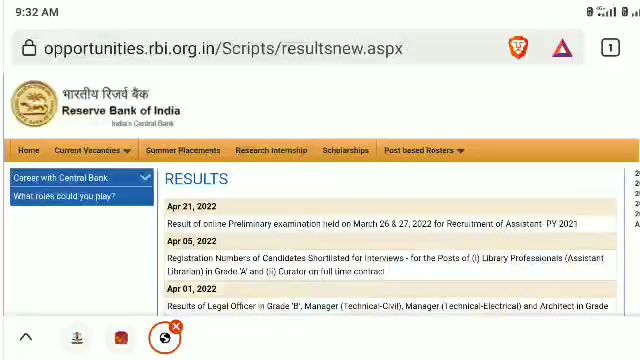 9:32 AM
opportunities.rbi.org.in/Scripts/resultsnew.aspx
1
भारतीय रिज़र्व बैंक
Reserve Bank of India
India's Central Bank
Home Current Vacancies Summer Placements Research Internship Scholarships Post based Rosters
Career with Central Bank
What roles could you play?
RESULTS
Apr 21, 2022
Result of online Preliminary examination held on March 26 & 27, 2022 for Recruitment of Assistant- PY 2021
Apr 05, 2022
Registration Numbers of Candidates Shortlisted for Interviews - for the Posts of (i) Library Professionals (Assistant
Librarian) in Grade 'A' and (ii) Curator on full time contract
Apr 01, 2022
Results of Legal Officer in Grade 'B', Manager (Technical-Civil), Manager (Technical-Electrical) and Architect in Grade